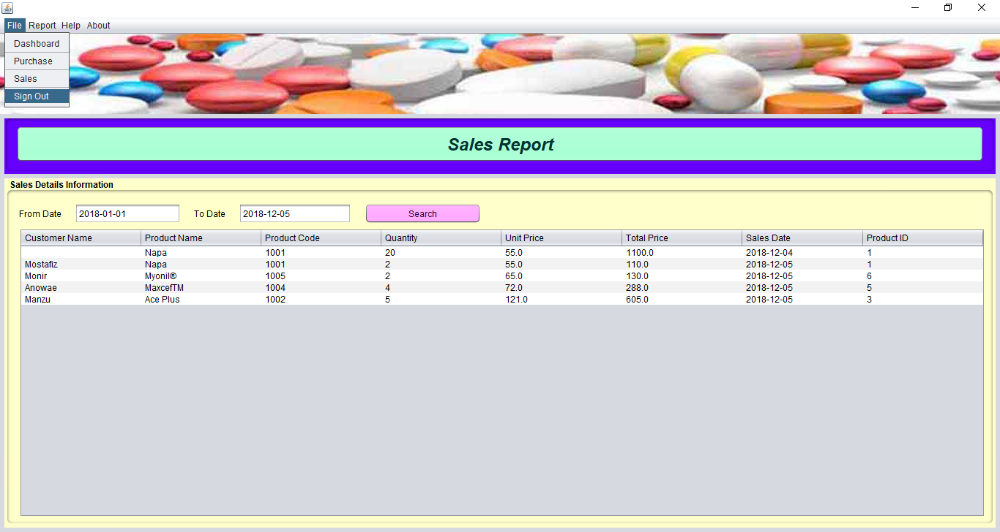 File Report Help About
Dashboard
Purchase
Sales
Sign Out
Sales Report
Sales Details Information
From Date 2018-01-01 To Date 2018-12-05 Search
Customer Name Product Name Product Code Quantity Unit Price Total Price Sales Date Product ID
Napa 1001 20 55.0 1100.0 2018-12-04 1
Mostafiz Napa 1001 2 55.0 110.0 2018-12-05 1
Monir Myonil® 1005 2 65.0 130.0 2018-12-05 6
Anowae MaxcefTM 1004 4 72.0 288.0 2018-12-05 5
Manzu Ace Plus 1002 5 121.0 605.0 2018-12-05 3